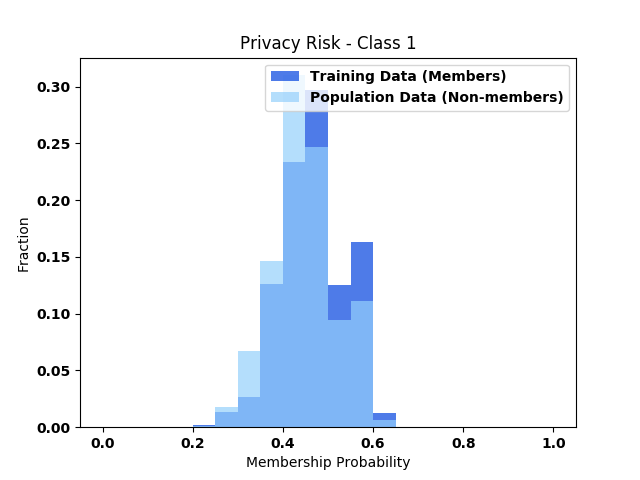 Privacy Risk - Class 1
Training Data (Members)
Population Data (Non-members)
0.30
0.25
0.20
0.15
0.10
0.05
0.00
Fraction
0.0 0.2 0.4 0.6 0.8 1.0
Membership Probability